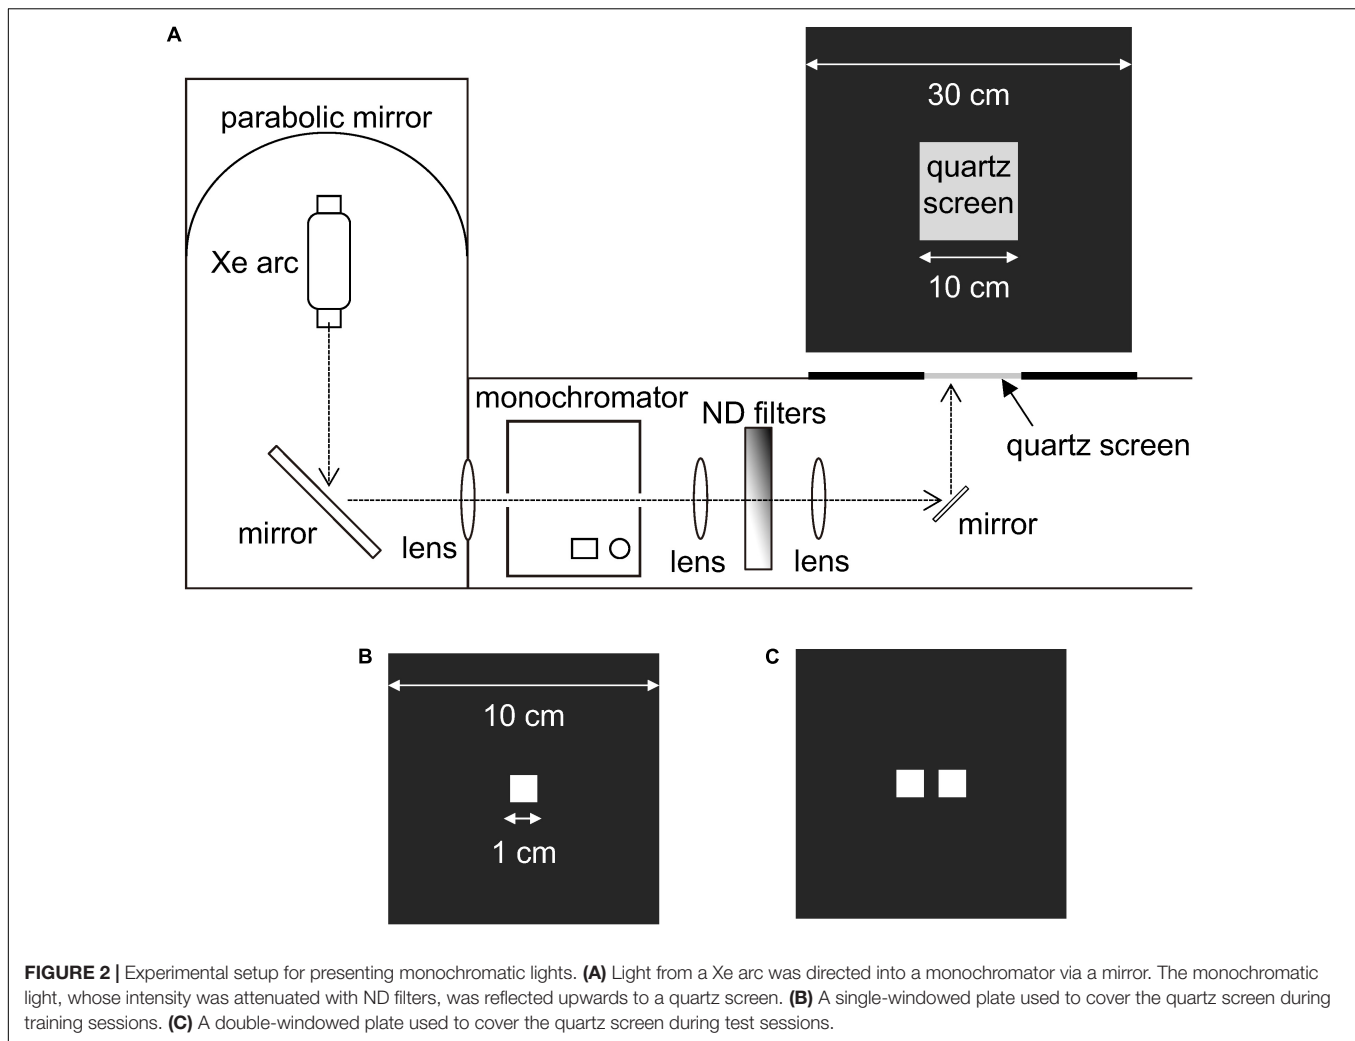 A
parabolic mirror
Xe arc
mirror
lens
monochromator
lens
ND filters
lens
mirror
30 cm
quartz
screen
10 cm
quartz screen
B
10 cm
1 cm
C
FIGURE 2 | Experimental setup for presenting monochromatic lights. (A) Light from a Xe arc was directed into a monochromator via a mirror. The monochromatic
light, whose intensity was attenuated with ND filters, was reflected upwards to a quartz screen. (B) A single-windowed plate used to cover the quartz screen during
training sessions. (C) A double-windowed plate used to cover the quartz screen during test sessions.